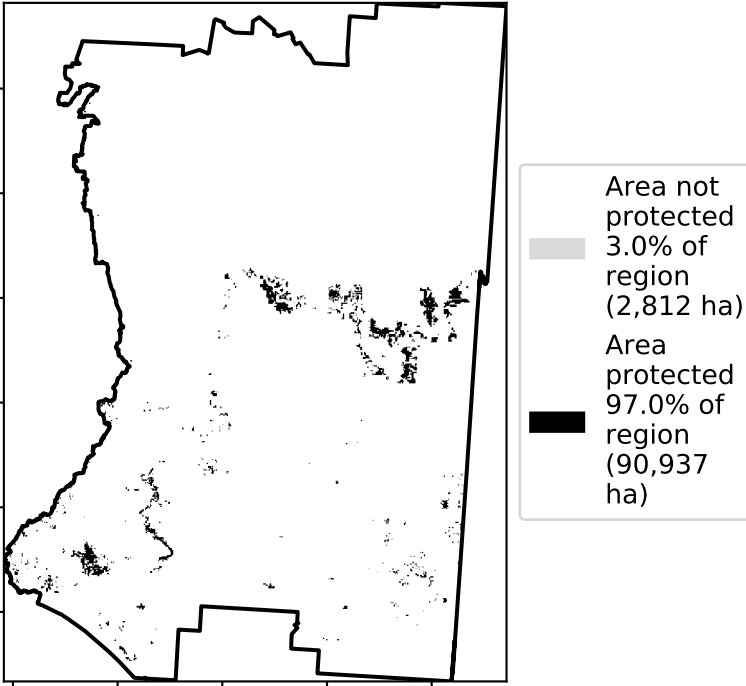 Area not
protected
3.0% of
region
(2,812 ha)
Area
protected
97.0% of
region
(90,937
ha)